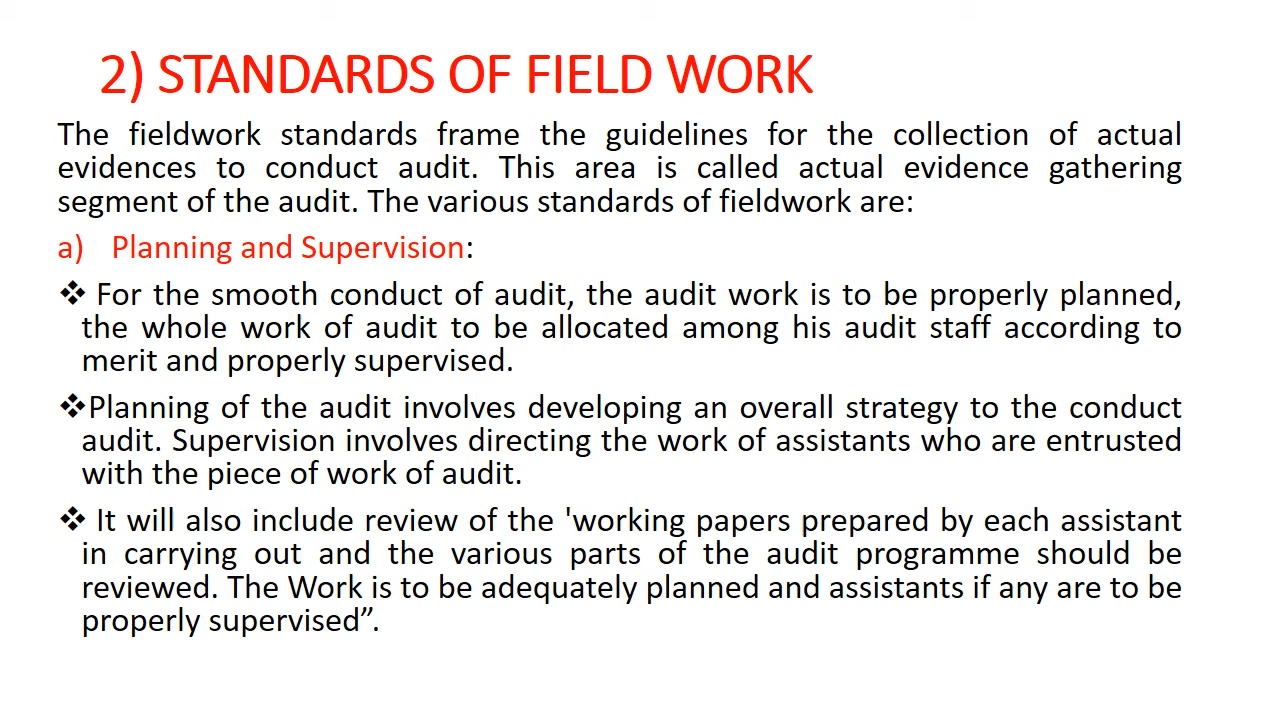 2) STANDARDS OF FIELD WORK
The fieldwork standards frame the guidelines for the collection of actual
evidences to conduct audit. This area is called actual evidence gathering
segment of the audit. The various standards of fieldwork are:
a) Planning and Supervision:
❖ For the smooth conduct of audit, the audit work is to be properly planned,
the whole work of audit to be allocated among his audit staff according to
merit and properly supervised.
❖Planning of the audit involves developing an overall strategy to the conduct
audit. Supervision involves directing the work of assistants who are entrusted
with the piece of work of audit.
❖ It will also include review of the 'working papers prepared by each assistant
in carrying out and the various parts of the audit programme should be
reviewed. The Work is to be adequately planned and assistants if any are to be
properly supervised”.